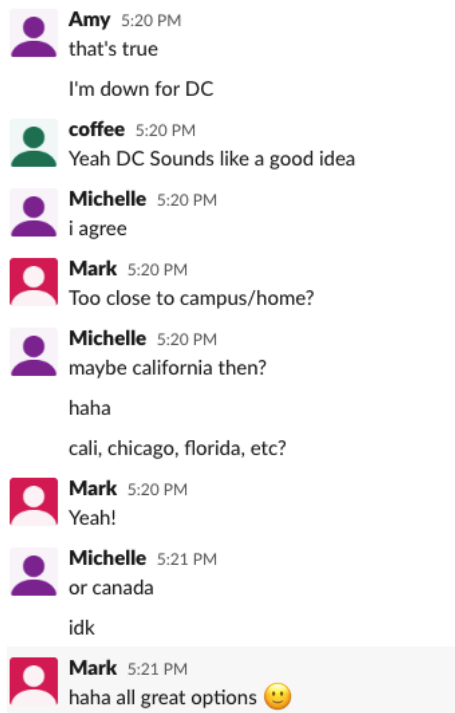 Amy 5:20 PM
that's true
I'm down for DC
coffee 5:20 PM
Yeah DC Sounds like a good idea
Michelle 5:20 PM
i agree
Mark 5:20 PM
Too close to campus/home?
Michelle 5:20 PM
maybe california then?
haha
cali, chicago, florida, etc?
Mark 5:20 PM
Yeah!
Michelle 5:21 PM
or canada
idk
Mark 5:21 PM
haha all great options 🙂